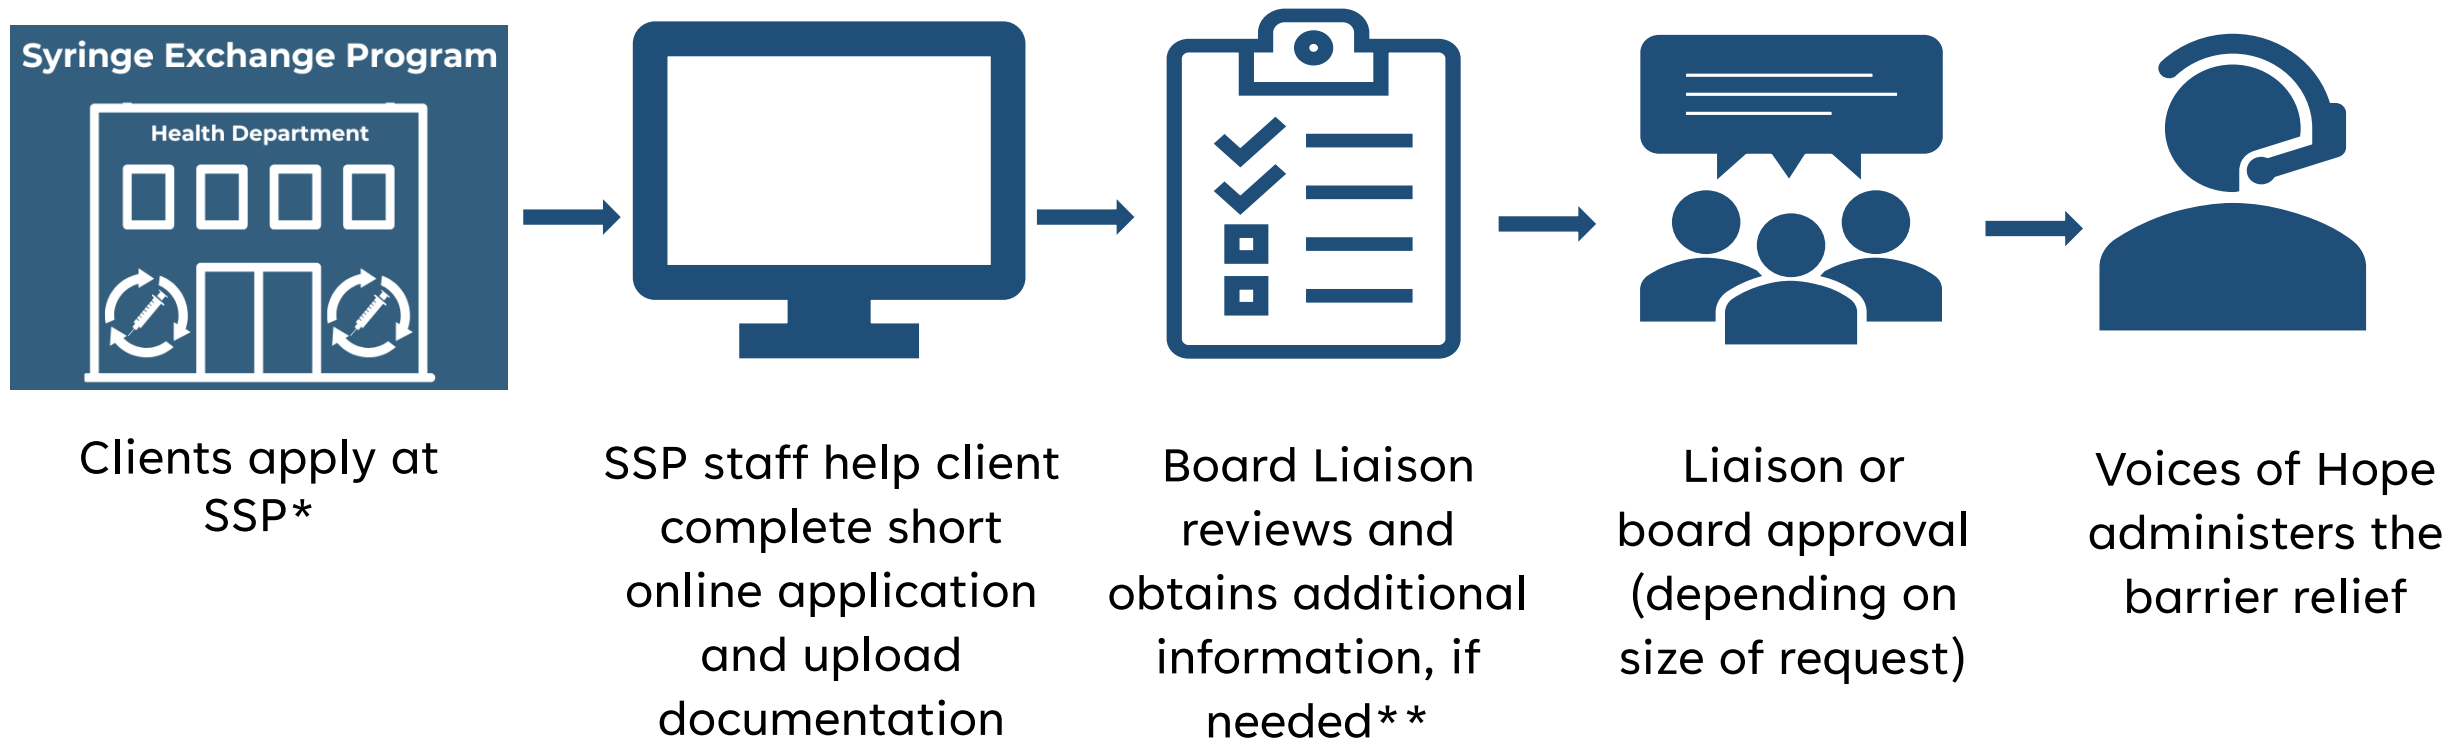 Syringe Exchange Program
Health Department
Clients apply at
SSP*
SSP staff help client
complete short
online application
and upload
documentation
Board Liaison
reviews and
obtains additional
information, if
needed**
Liaison or
board approval
(depending on
size of request)
Voices of Hope
administers the
barrier relief